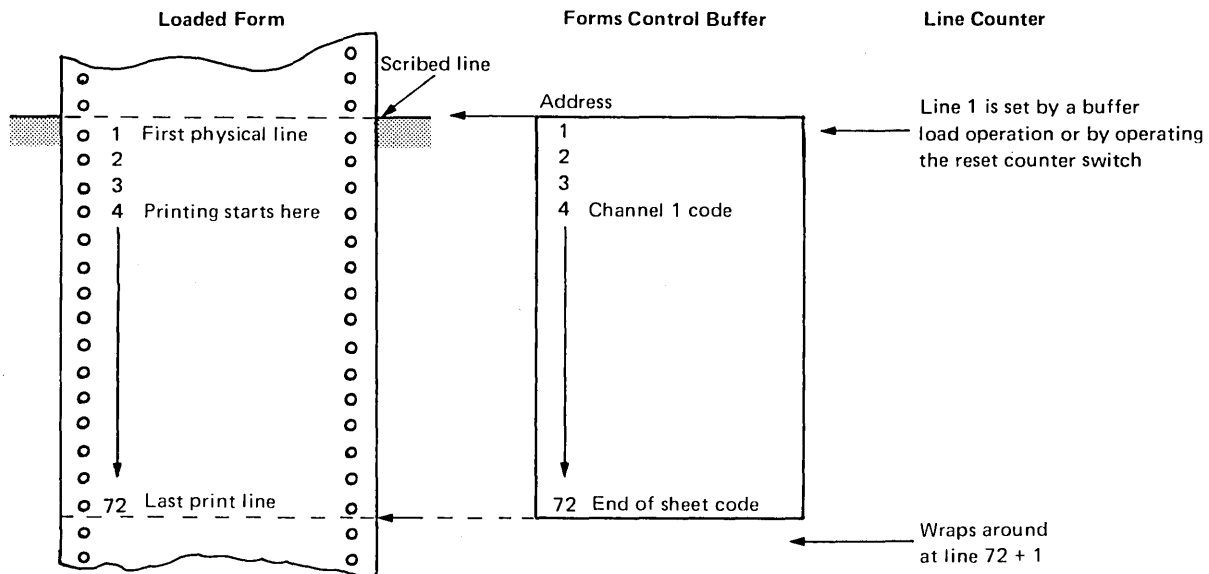 Loaded Form
Forms Control Buffer
Line Counter
Scribed line
Address
1 First physical line
2
3
4 Printing starts here
72 Last print line
1
2
3
4 Channel 1 code
72 End of sheet code
Line 1 is set by a buffer
load operation or by operating
the reset counter switch
Wraps around
at line 72 + 1